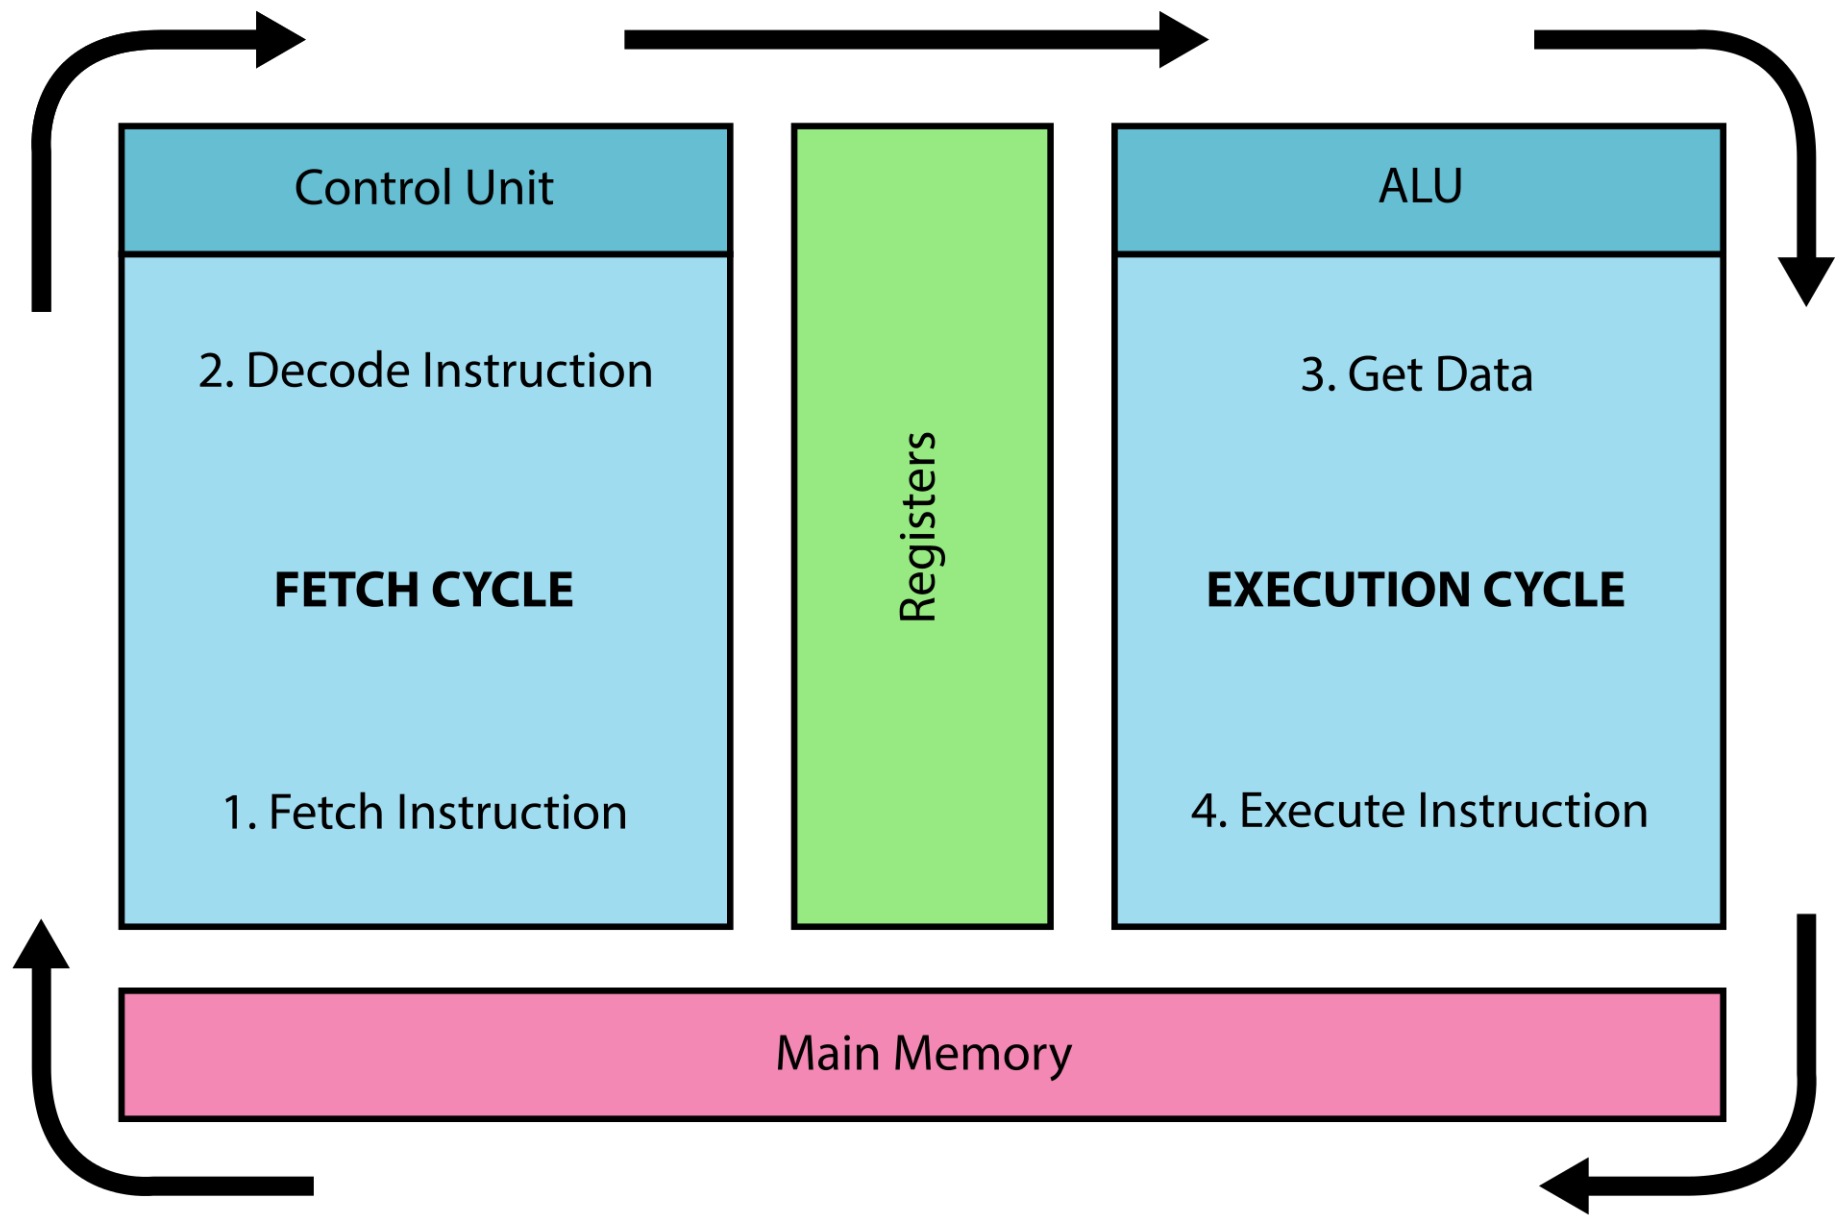 Control Unit
2. Decode Instruction
FETCH CYCLE
1. Fetch Instruction
Registers
ALU
3. Get Data
EXECUTION CYCLE
4. Execute Instruction
Main Memory